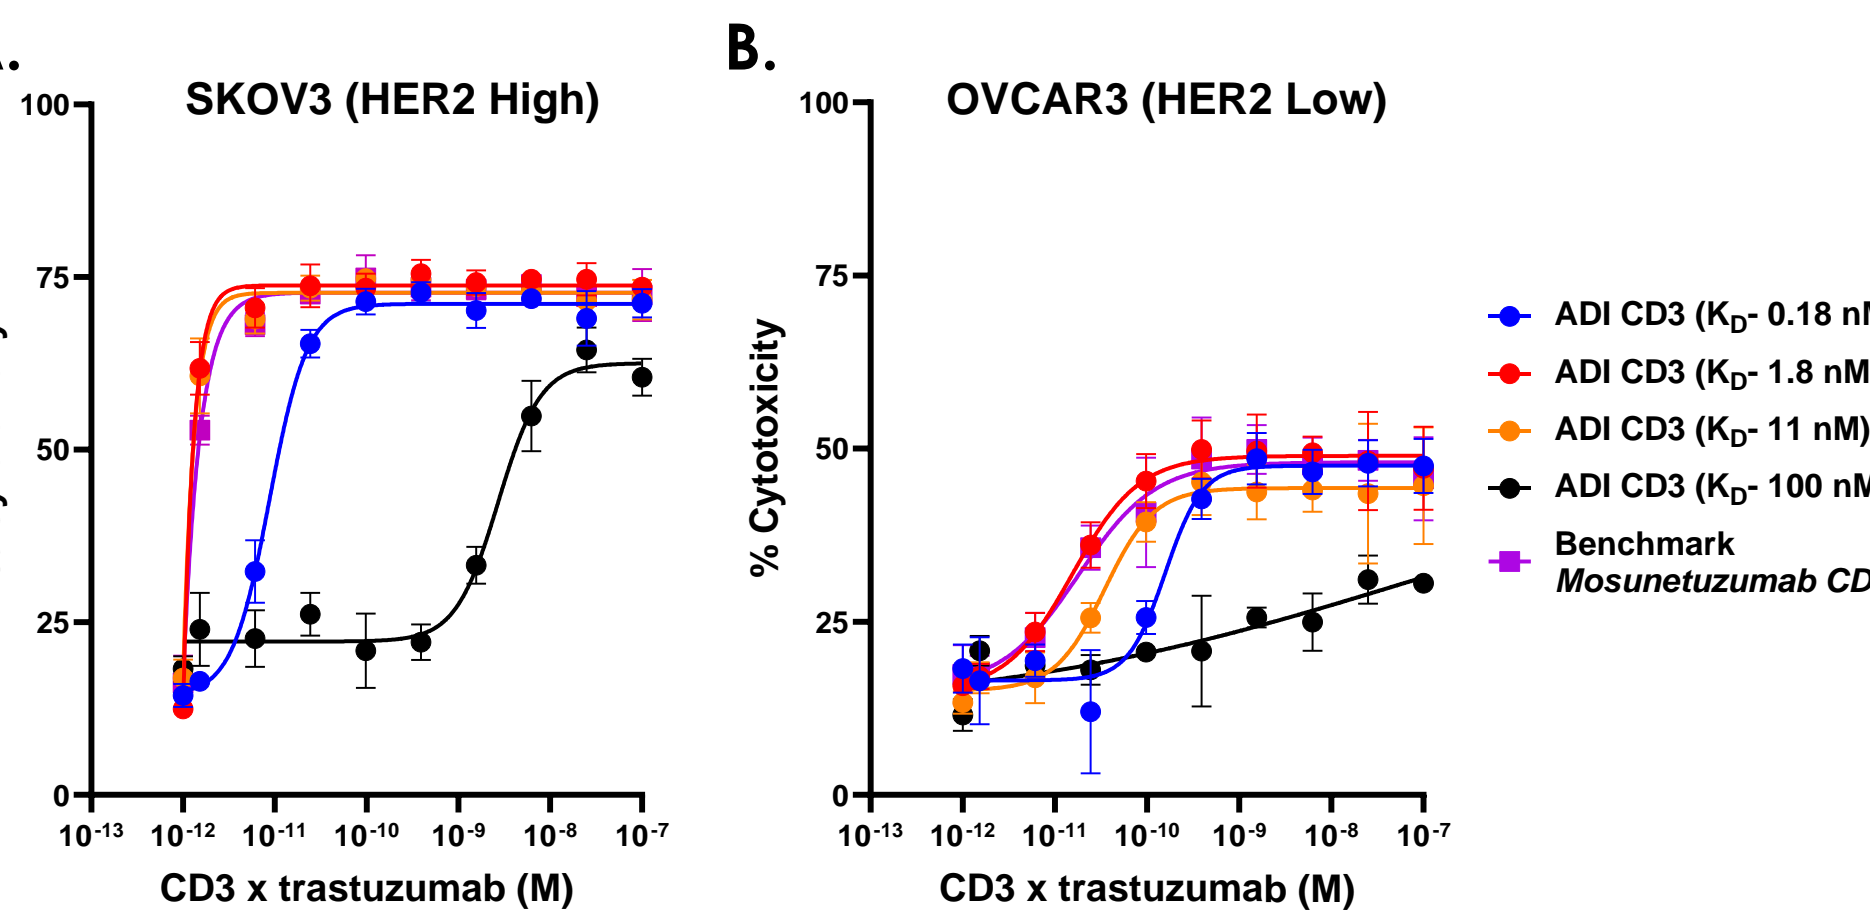 B.
SKOV3 (HER2 High)
100
75
50
25
0
10-13 10-12 10-11 10-10 10-9 10-8 10-7
CD3 x trastuzumab (M)
OVCAR3 (HER2 Low)
% Cytotoxicity
100
75
50
25
0
10-13 10-12 10-11 10-10 10-9 10-8 10-7
CD3 x trastuzumab (M)
ADI CD3 (KD- 0.18 nM
ADI CD3 (KD- 1.8 nM
ADI CD3 (KD- 11 nM)
ADI CD3 (KD- 100 nM
Benchmark
Mosunetuzumab CD